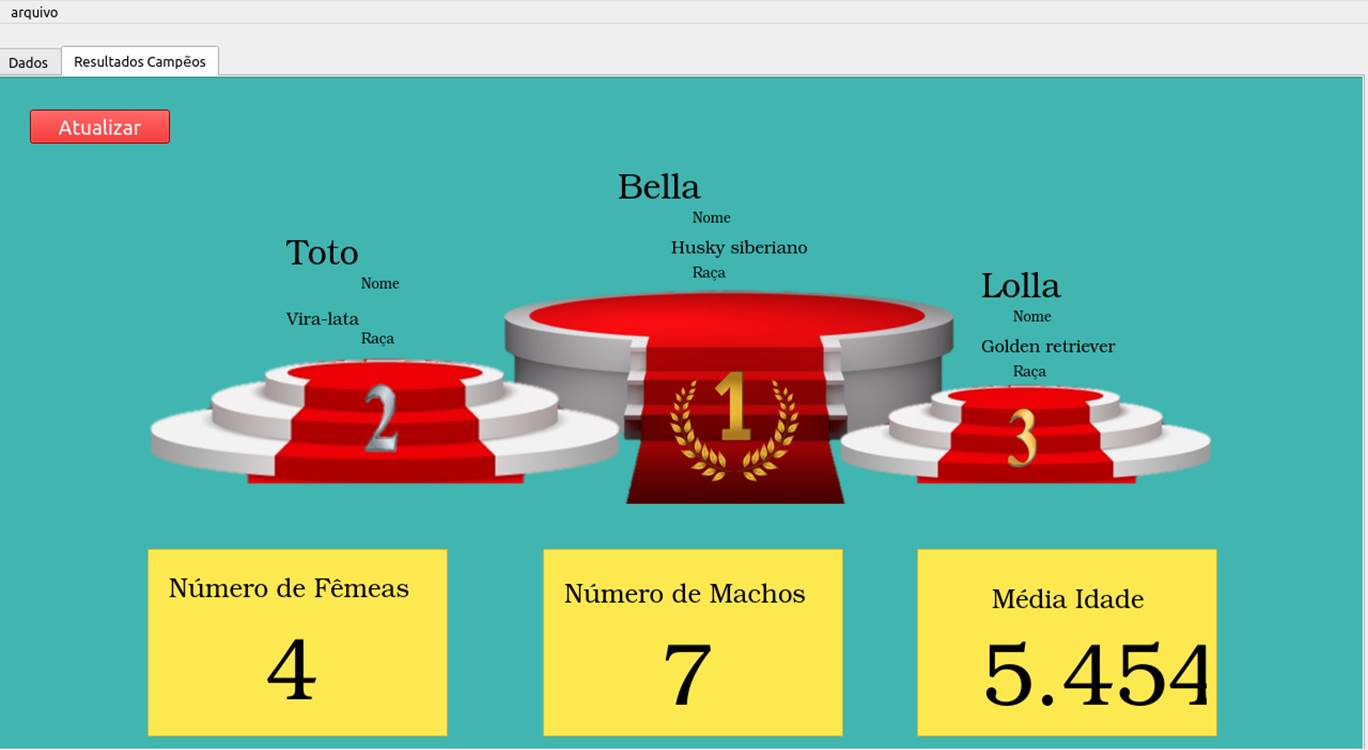 arquivo
Dados
Resultados Campẽos
Atualizar
Bella
Nome
Husky siberiano
Raça
Toto
Nome
Vira-lata
Raça
Lolla
Nome
Golden retriever
Raça
2
1
3
Número de Fêmeas
4
Número de Machos
7
Média Idade
5.454